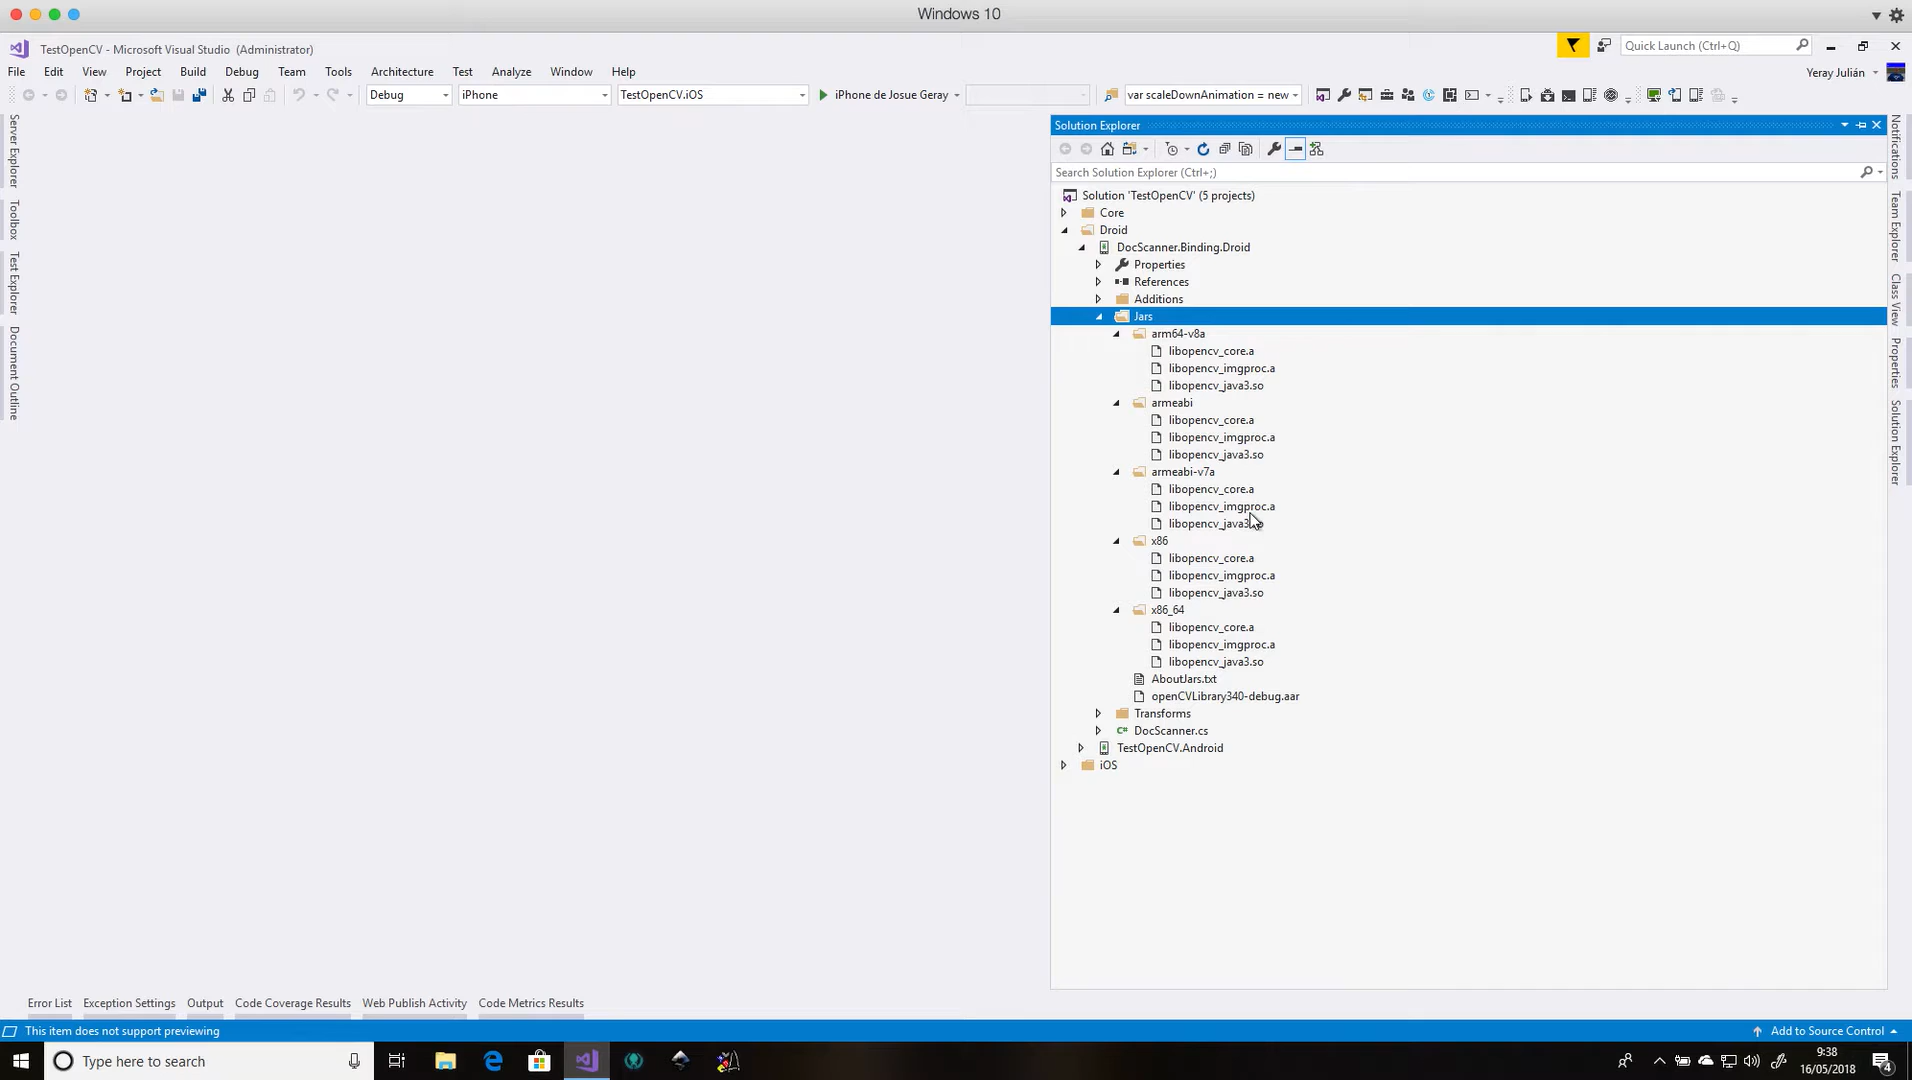 Windows 10
TestOpenCV - Microsoft Visual Studio (Administrator)
Quick Launch (Ctrl+Q)
File Edit View Project Build Debug Team Tools Architecture Test Analyze Window Help
Yeray Julián
Debug iPhone TestOpenCV.iOS iPhone de Josue Geray var scaleDownAnimation = new
Server Explorer
Toolbox
Test Explorer
Document Outline
Solution Explorer
Search Solution Explorer (Ctrl+;)
Solution 'TestOpenCV' (5 projects)
Core
Droid
DocScanner.Binding.Droid
Properties
References
Additions
Jars
arm64-v8a
libopencv_core.a
libopencv_imgproc.a
libopencv_java3.so
armeabi
libopencv_core.a
libopencv_imgproc.a
libopencv_java3.so
armeabi-v7a
libopencv_core.a
libopencv_imgproc.a
libopencv_java3.so
x86
libopencv_core.a
libopencv_imgproc.a
libopencv_java3.so
x86_64
libopencv_core.a
libopencv_imgproc.a
libopencv_java3.so
AboutJars.txt
openCVLibrary340-debug.aar
Transforms
C# DocScanner.cs
TestOpenCV.Android
iOS
Notifications
Team Explorer
Class View
Properties
Solution Explorer
Error List Exception Settings Output Code Coverage Results Web Publish Activity Code Metrics Results
This item does not support previewing
Add to Source Control
Type here to search
9:38
16/05/2018
4